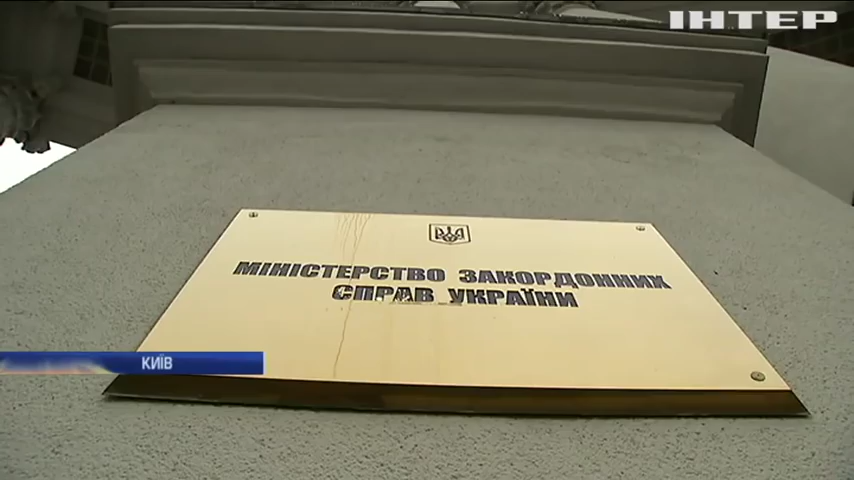 ІНТЕР
МІНІСТЕРСТВО ЗАКОРДОННИХ
СПРАВ УКРАЇНИ
КИЇВ